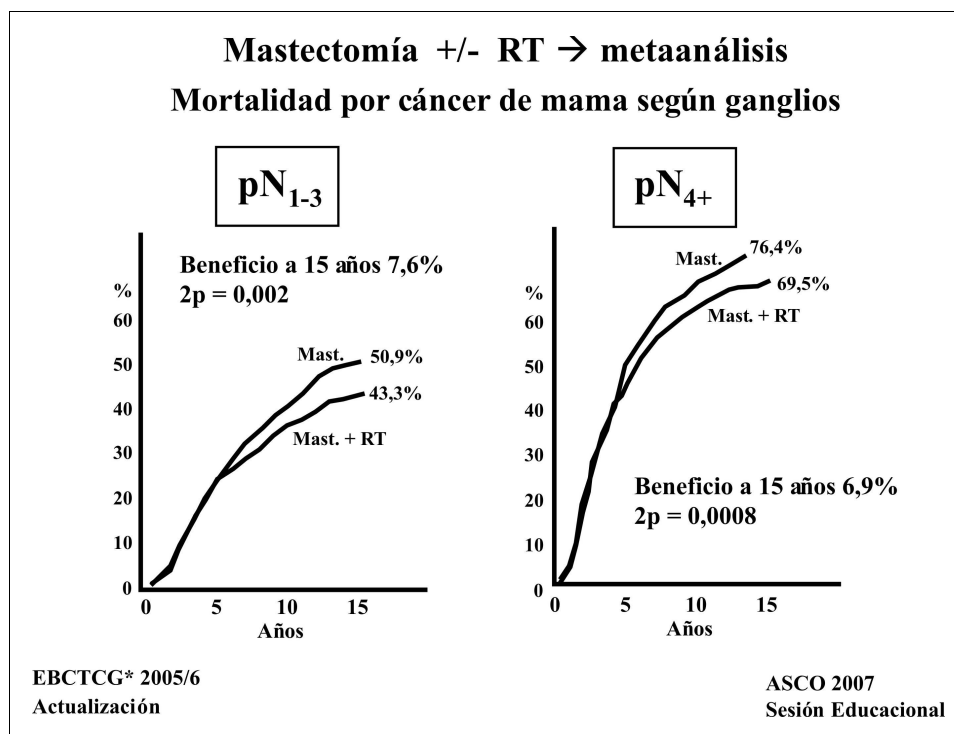 Mastectomía +/- RT → metaanálisis
Mortalidad por cáncer de mama según ganglios
pN1-3
Beneficio a 15 años 7,6%
2p = 0,002
%
60
50
40
30
20
10
0
0 5 10 15
Años
Mast.
50,9%
43,3%
Mast. + RT
pN4+
Mast.
76,4%
69,5%
Mast. + RT
%
60
50
40
30
20
10
0
0 5 10 15
Años
Beneficio a 15 años 6,9%
2p = 0,0008
EBCTCG* 2005/6
Actualización
ASCO 2007
Sesión Educacional